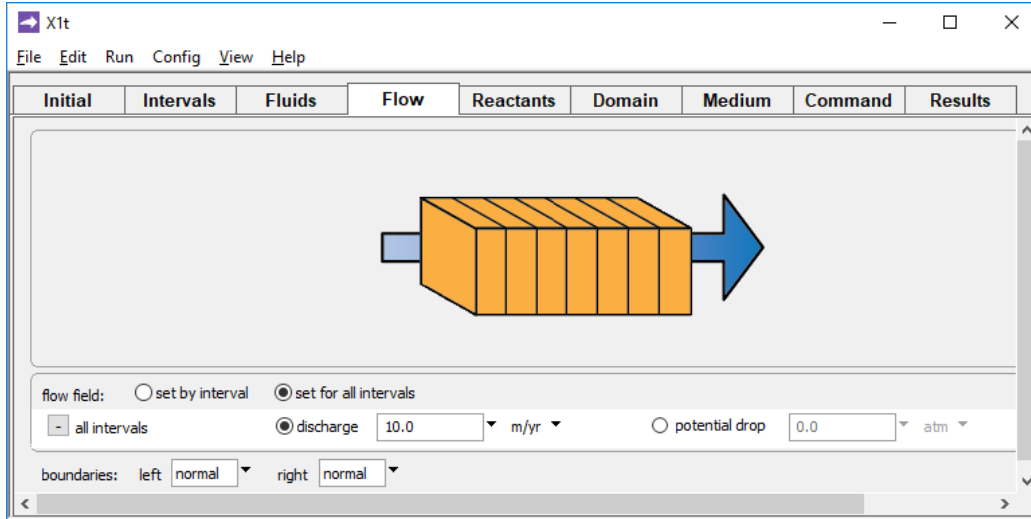 X1t
File Edit Run Config View Help
Initial Intervals Fluids Flow Reactants Domain Medium Command Results
flow field: set by interval set for all intervals
- all intervals discharge 10.0 m/yr potential drop 0.0 atm
boundaries: left normal right normal